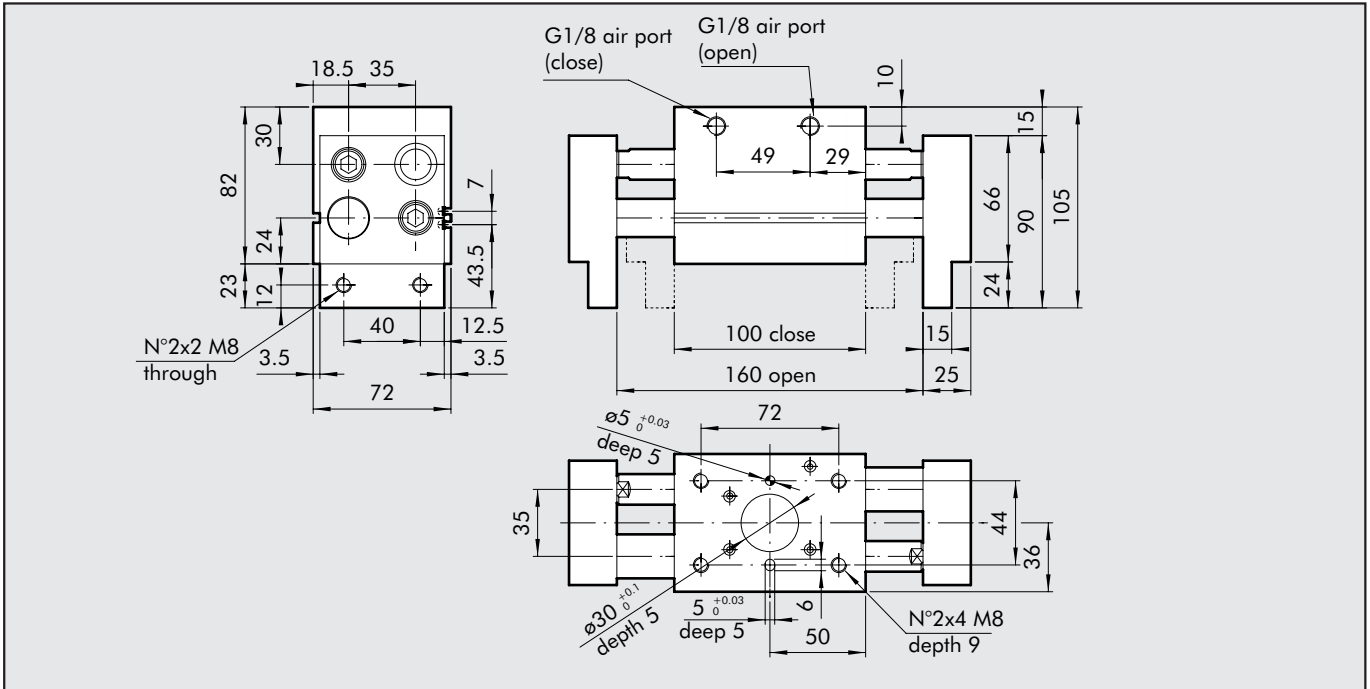 G1/8 air port
(close)
G1/8 air port
(open)
18.5
35
10
30
82
24
23
12
7
43.5
40
12.5
N°2x2 M8
through
3.5
3.5
72
49
29
15
66
90
105
24
100 close
15
160 open
25
ø5 +0.03 0
deep 5
72
35
44
36
ø30 +0.1 0
depth 5
5 +0.03 0
deep 5
6
50
N°2x4 M8
depth 9